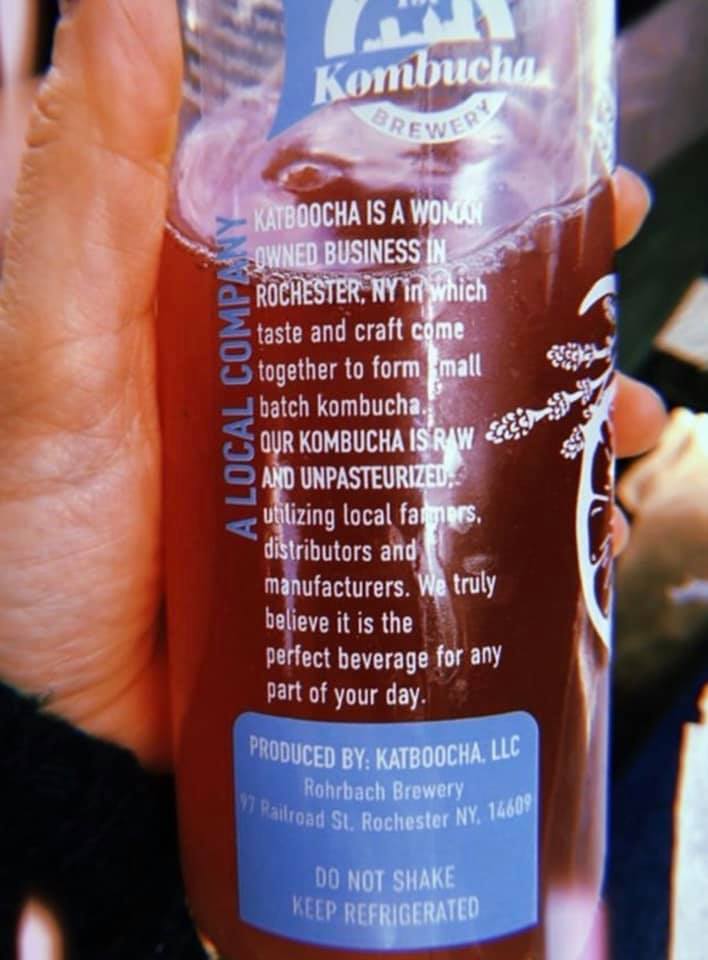 Kombucha
BREWERY
A LOCAL COMPANY
KATBOOCHA IS A WOMAN
OWNED BUSINESS IN
ROCHESTER, NY in which
taste and craft come
together to form small
batch kombucha.
OUR KOMBUCHA IS RAW
AND UNPASTEURIZED,
utilizing local farmers,
distributors and
manufacturers. We truly
believe it is the
perfect beverage for any
part of your day.
PRODUCED BY: KATBOOCHA, LLC
Rohrbach Brewery
97 Railroad St, Rochester NY, 14609
DO NOT SHAKE
KEEP REFRIGERATED